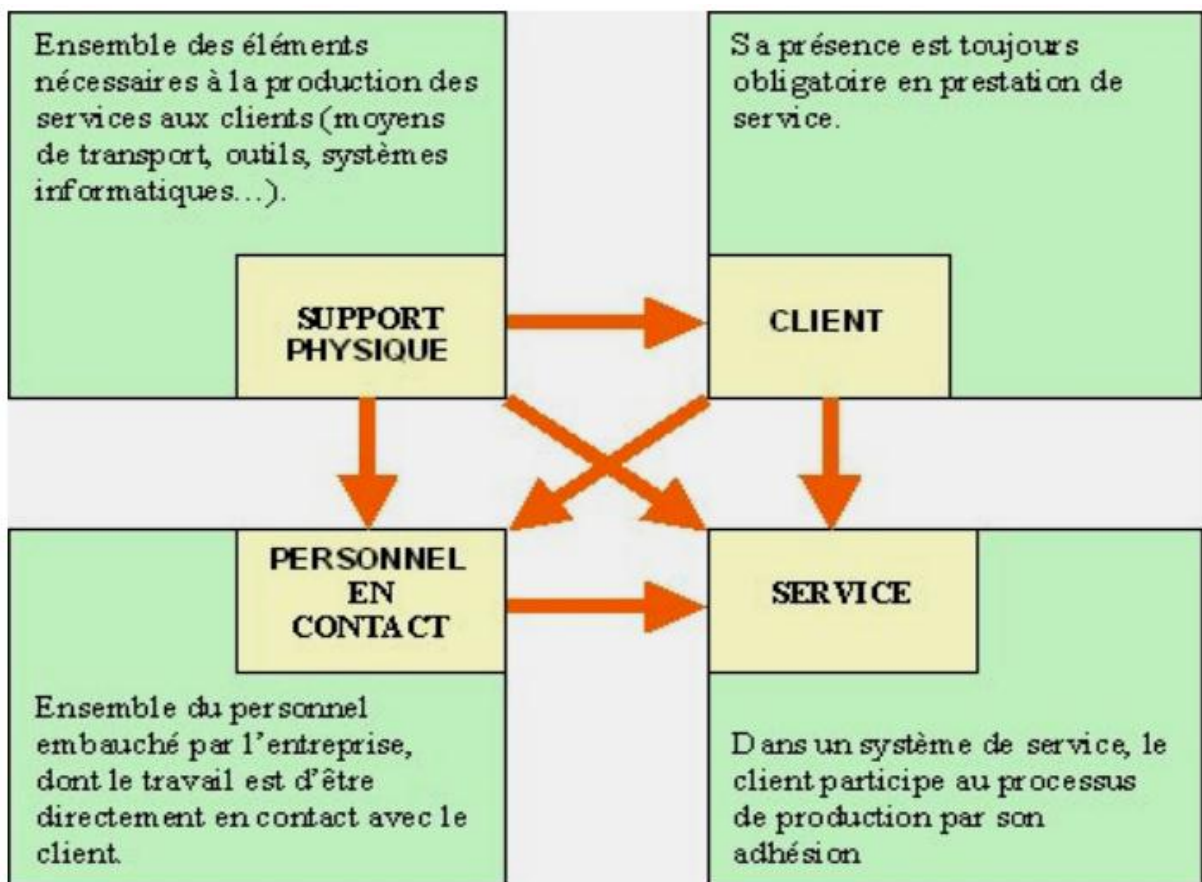 Ensemble des éléments
nécessaires à la production des
services aux clients (moyens
de transport, outils, systèmes
informatiques...).
SUPPORT
PHYSIQUE
Sa présence est toujours
obligatoire en prestation de
service.
CLIENT
PERSONNEL
EN
CONTACT
Ensemble du personnel
embauché par l'entreprise,
dont le travail est d'être
directement en contact avec le
client.
SERVICE
Dans un système de service, le
client participe au processus
de production par son
adhésion